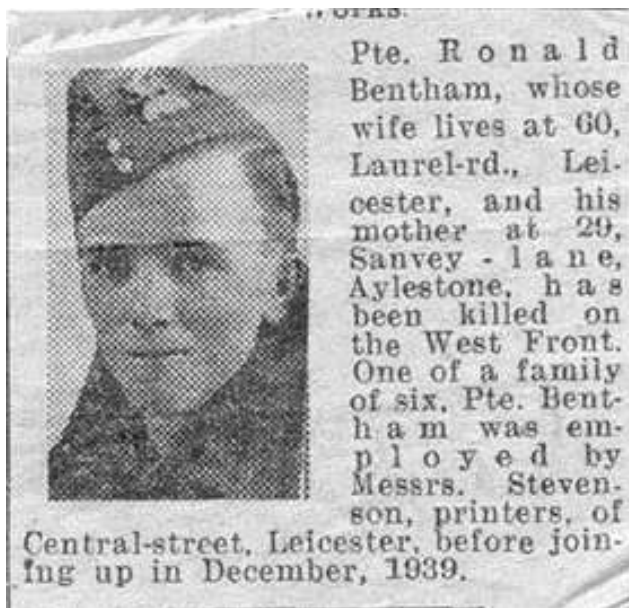 Pte. Ronald
Bentham, whose
wife lives at 60,
Laurel-rd., Lei-
cester, and his
mother at 29,
Sanvey - lane,
Aylestone, has
been killed on
the West Front.
One of a family
of six, Pte. Bent-
ham was em-
ployed by
Messrs. Steven-
son, printers, of
Central-street, Leicester, before join-
ing up in December, 1939.